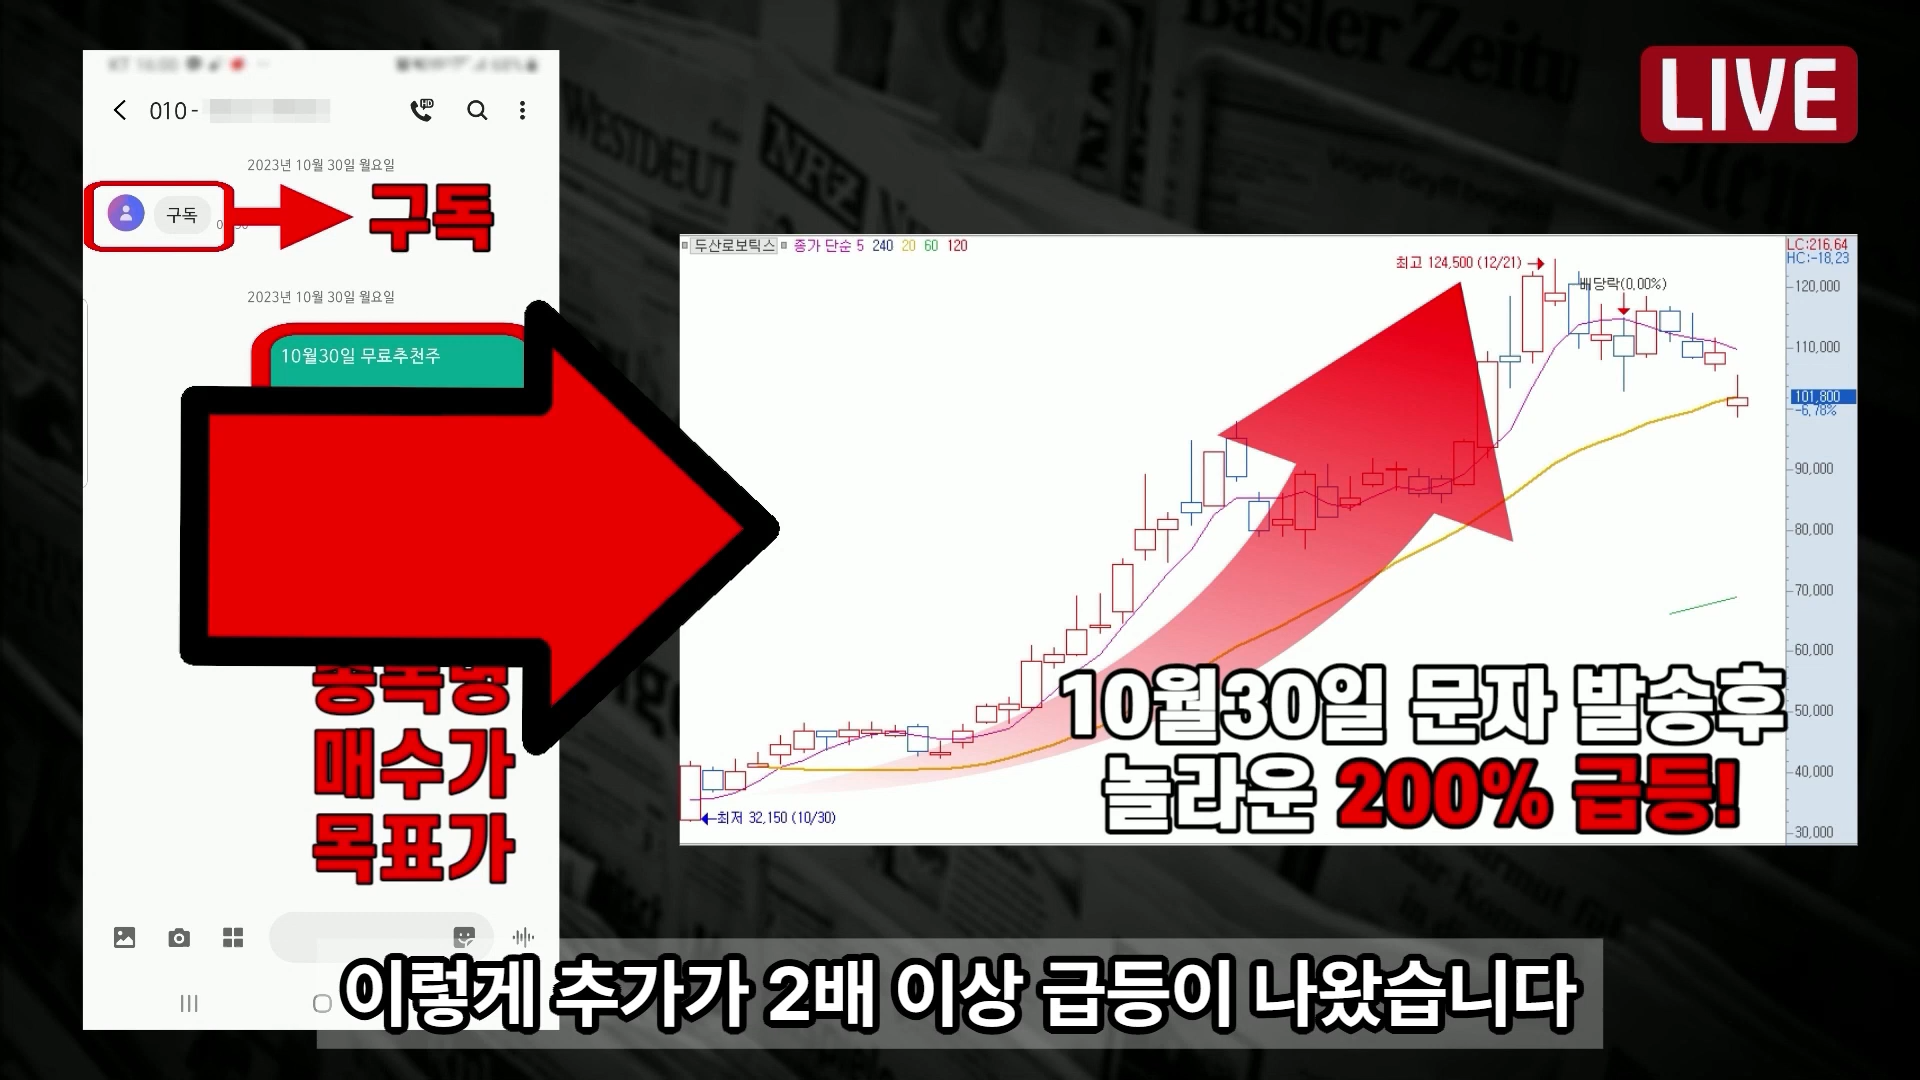 LIVE
Basler Zeitu
WESTDEUT
NRZ
010 -
2023년 10월 30일 월요일
구독
구독
2023년 10월 30일 월요일
10월30일 무료추천주
종목명
매수가
목표가
두산로보틱스 종가 단순 5 240 20 60 120
LC:216,64
HC:-18,23
최고 124,500 (12/21)
배당락(0,00%)
120,000
110,000
101,800
-6,78%
90,000
80,000
70,000
60,000
50,000
40,000
30,000
최저 32,150 (10/30)
10월30일 문자 발송후
놀라운 200% 급등!
이렇게 추가가 2배 이상 급등이 나왔습니다